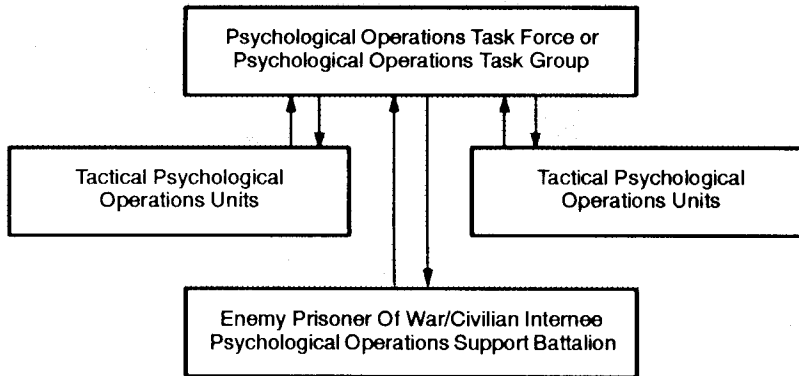 Psychological Operations Task Force or
Psychological Operations Task Group
Tactical Psychological
Operations Units
Tactical Psychological
Operations Units
Enemy Prisoner Of War/Civilian Internee
Psychological Operations Support Battalion